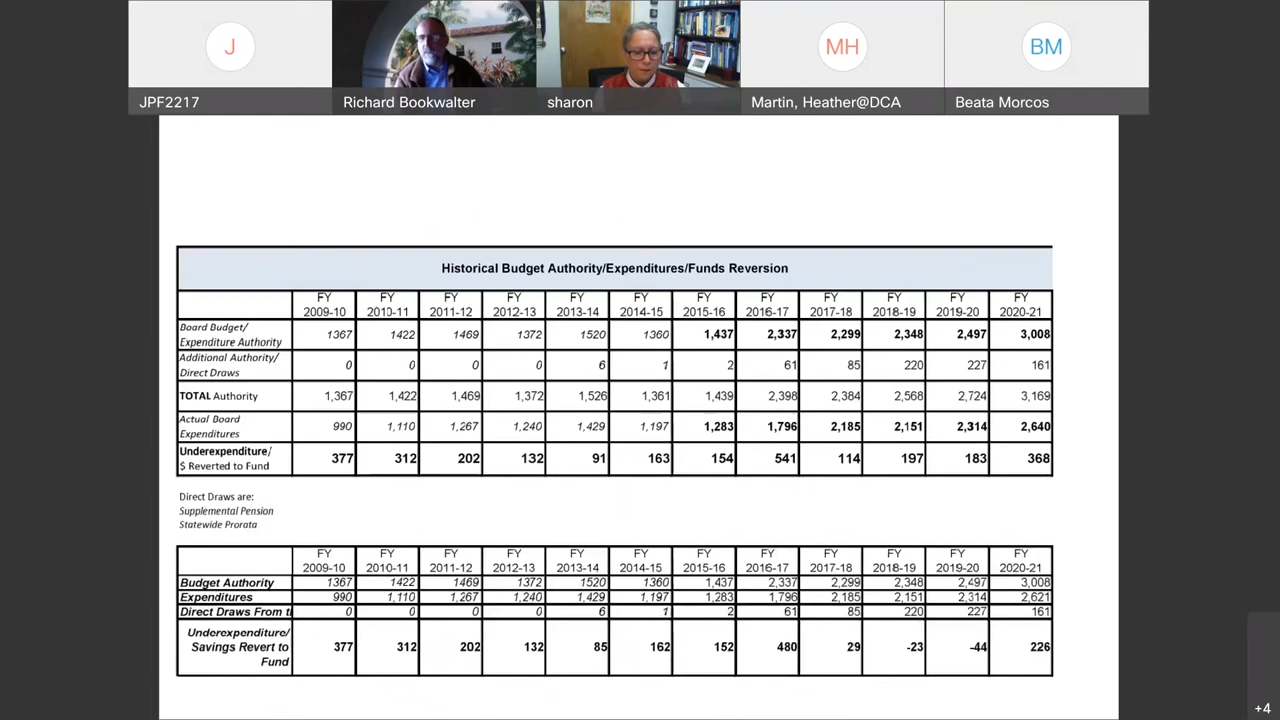 J
MH
BM
JPF2217
Richard Bookwalter
sharon
Martin, Heather@DCA
Beata Morcos
Historical Budget Authority/Expenditures/Funds Reversion
FY 2009-10 FY 2010-11 FY 2011-12 FY 2012-13 FY 2013-14 FY 2014-15 FY 2015-16 FY 2016-17 FY 2017-18 FY 2018-19 FY 2019-20 FY 2020-21
Board Budget/ Expenditure Authority 1367 1422 1469 1372 1520 1360 1,437 2,337 2,299 2,348 2,497 3,008
Additional Authority/ Direct Draws 0 0 0 0 6 1 2 61 85 220 227 161
TOTAL Authority 1,367 1,422 1,469 1,372 1,526 1,361 1,439 2,398 2,384 2,568 2,724 3,169
Actual Board Expenditures 990 1,110 1,267 1,240 1,429 1,197 1,283 1,796 2,185 2,151 2,314 2,640
Underexpenditure/ $ Reverted to Fund 377 312 202 132 91 163 154 541 114 197 183 368
Direct Draws are:
Supplemental Pension
Statewide Prorata
FY 2009-10 FY 2010-11 FY 2011-12 FY 2012-13 FY 2013-14 FY 2014-15 FY 2015-16 FY 2016-17 FY 2017-18 FY 2018-19 FY 2019-20 FY 2020-21
Budget Authority 1367 1422 1469 1372 1520 1360 1,437 2,337 2,299 2,348 2,497 3,008
Expenditures 990 1,110 1,267 1,240 1,429 1,197 1,283 1,796 2,185 2,151 2,314 2,621
Direct Draws From t 0 0 0 0 6 1 2 61 85 220 227 161
Underexpenditure/ Savings Revert to Fund 377 312 202 132 85 162 152 480 29 -23 -44 226
+4